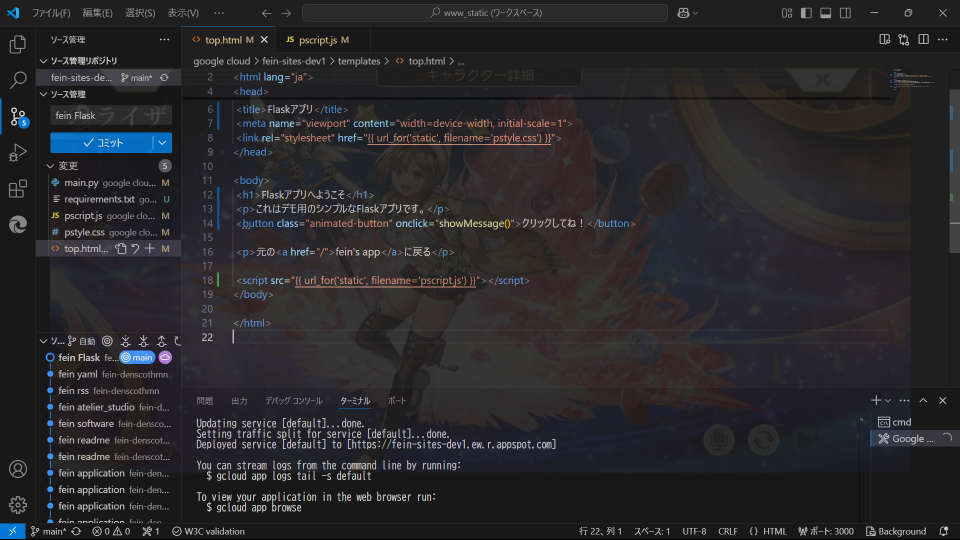 ファイル(F) 編集(E) 選択(S) 表示(V) … www_static (ワークスペース)
ソース管理 …
ソース管理リポジトリ
fein-sites-de... main*
ソース管理
fein Flask
コミット
変更 5
main.py google clou... M
requirements.txt goo... U
pscript.js google co... M
pstyle.css google cl... M
top.html... M
ソ... 自動
fein Flask fe... main
fein yaml fein-denscothmn
fein rss fein-denscothmn
fein atelier_studio fein-d...
fein software fein-denscot...
fein readme fein-denscot...
fein readme fein-denscot...
fein application fein-den...
fein application fein-den...
fein application fein-den...
fein application fein-den...
top.html M
JS pscript.js M
google cloud > fein-sites-dev1 > templates > top.html > ...
キャラクター詳細
ライザ
2 <html lang="ja">
4 <head>
6 <title>Flaskアプリ</title>
7 <meta name="viewport" content="width=device-width, initial-scale=1">
8 <link rel="stylesheet" href="{{ url_for('static', filename='pstyle.css') }}">
9 </head>
10
11 <body>
12 <h1>Flaskアプリへようこそ</h1>
13 <p>これはデモ用のシンプルなFlaskアプリです。</p>
14 <button class="animated-button" onclick="showMessage()">クリックしてね！</button>
15
16 <p>元の<a href="/">fein's app</a>に戻る</p>
17
18 <script src="{{ url_for('static', filename='pscript.js') }}"></script>
19 </body>
20
21 </html>
22
問題 出力 デバッグ コンソール ターミナル ポート
Updating service [default]...done.
Setting traffic split for service [default]...done.
Deployed service [default] to [https://fein-sites-dev1.ew.r.appspot.com]
You can stream logs from the command line by running:
$ gcloud app logs tail -s default
To view your application in the web browser run:
$ gcloud app browse
cmd
Google ...
main* 0 0 1 W3C validation 行 22、列 1 スペース: 1 UTF-8 CRLF {} HTML ポート: 3000 Background